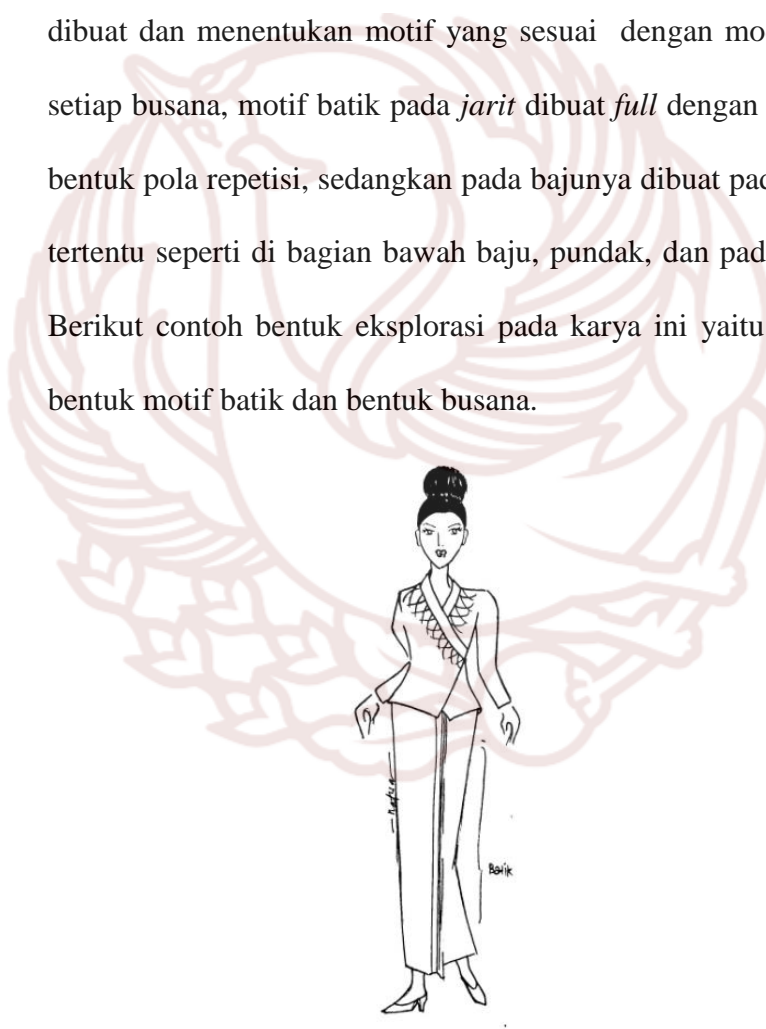 dibuat dan menentukan motif yang sesuai dengan mo
setiap busana, motif batik pada jarit dibuat full dengan
bentuk pola repetisi, sedangkan pada bajunya dibuat pad
tertentu seperti di bagian bawah baju, pundak, dan pad
Berikut contoh bentuk eksplorasi pada karya ini yaitu
bentuk motif batik dan bentuk busana.
Batik